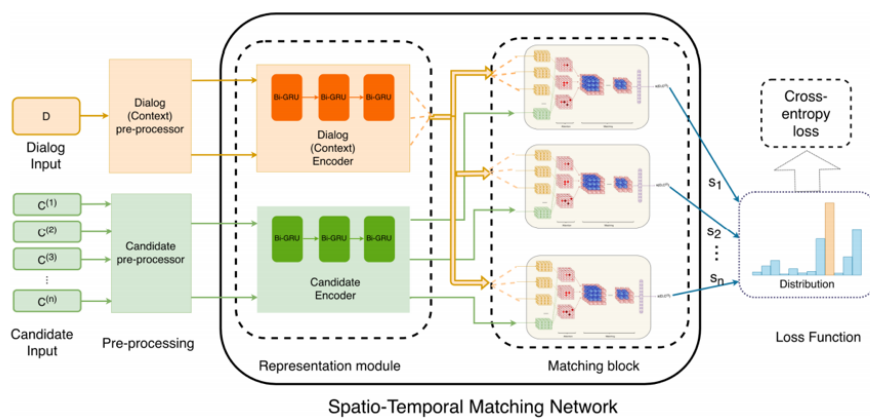 D
Dialog
Input
Dialog
(Context)
pre-processor
Bi-GRU
Bi-GRU
Bi-GRU
Dialog
(Context)
Encoder
C(1)
C(2)
C(3)
⋮
C(n)
Candidate
Input
Candidate
pre-processor
Pre-processing
Bi-GRU
Bi-GRU
Bi-GRU
Candidate
Encoder
Representation module
Matching block
S1
S2
⋮
Sn
Cross-
entropy
loss
Distribution
Loss Function
Spatio-Temporal Matching Network